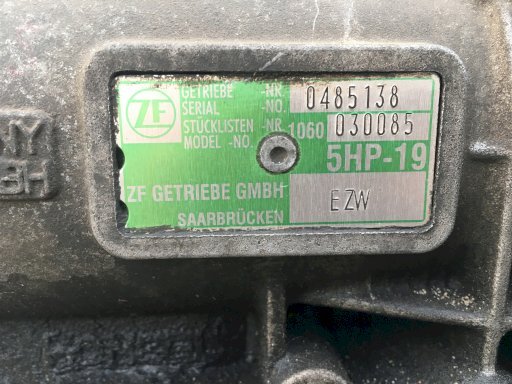 ZF
GETRIEBE -NR. 0485138
SERIAL -NO.
STÜCKLISTEN -NR. 1060 030085
MODEL -NO.
5HP-19
ZF GETRIEBE GMBH EZW
SAARBRÜCKEN